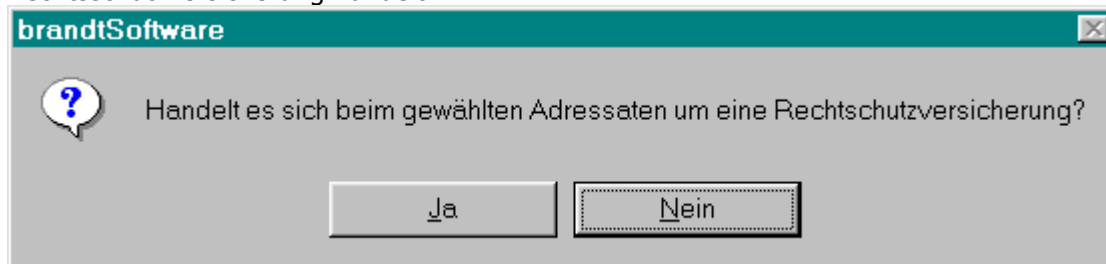 brandtSoftware
Handelt es sich beim gewählten Adressaten um eine Rechtschutzversicherung?
Ja
Nein